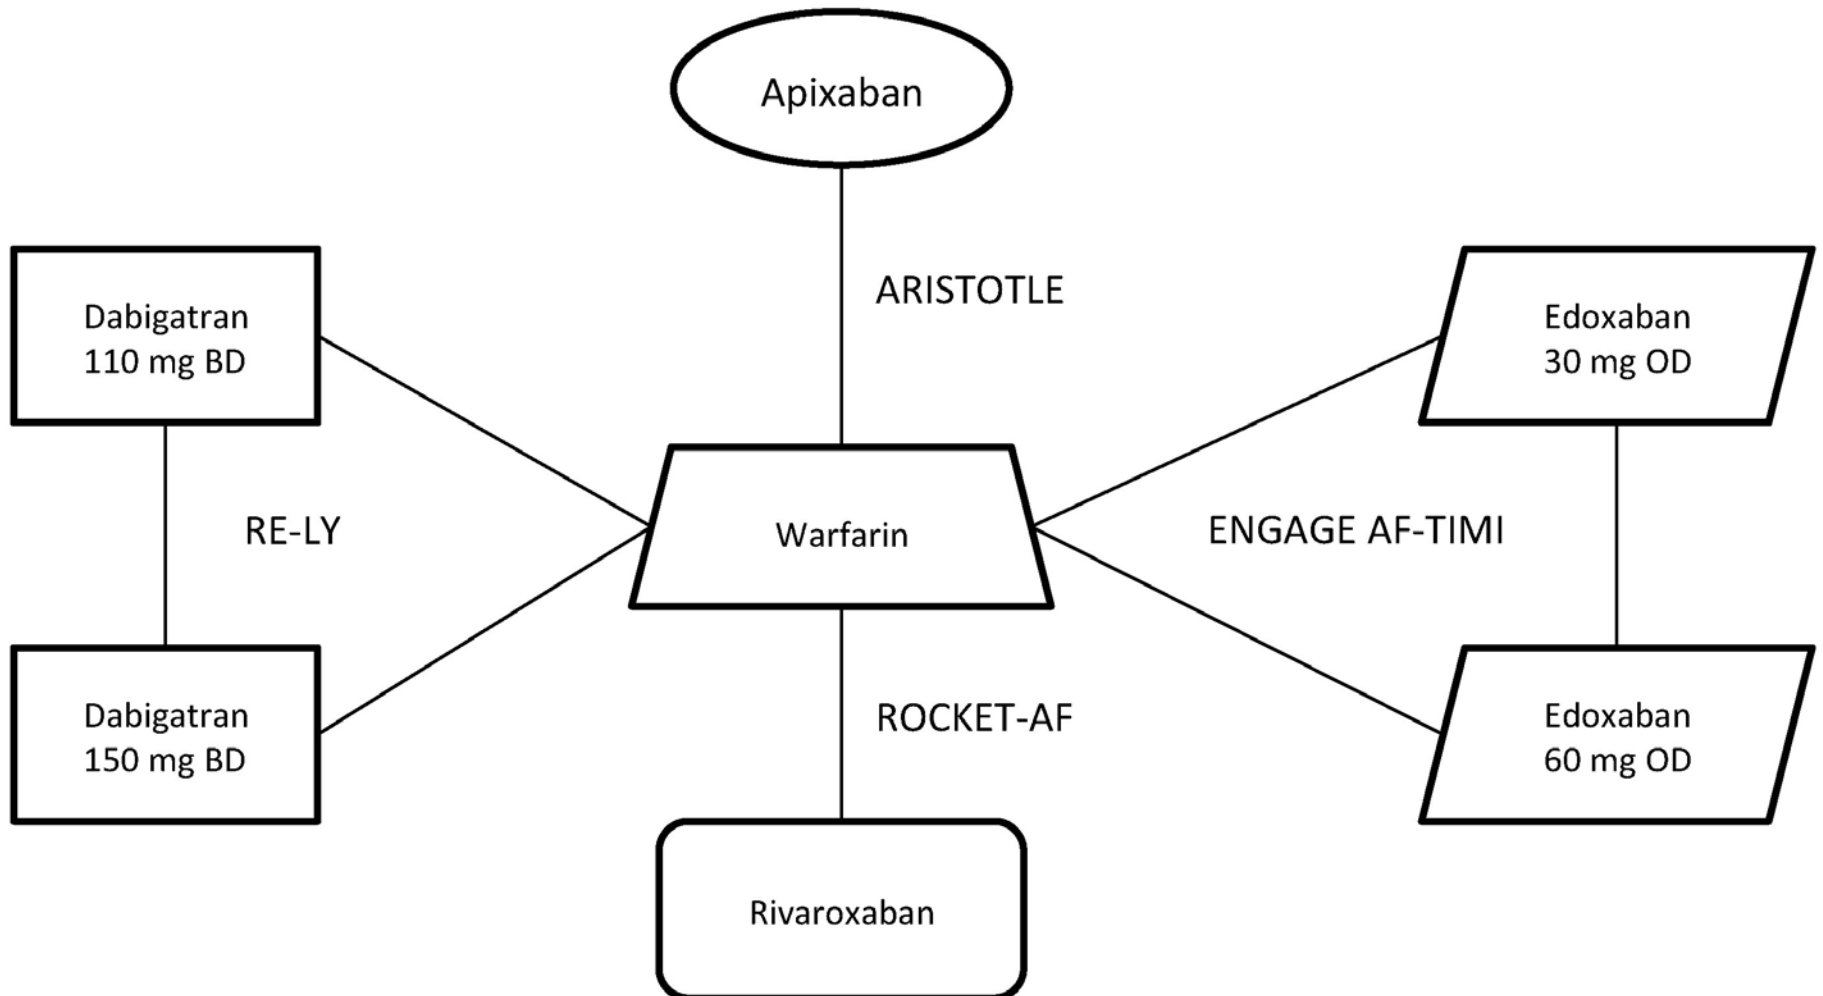 Apixaban
ARISTOTLE
Dabigatran
110 mg BD
Edoxaban
30 mg OD
RE-LY
Warfarin
ENGAGE AF-TIMI
Dabigatran
150 mg BD
ROCKET-AF
Edoxaban
60 mg OD
Rivaroxaban